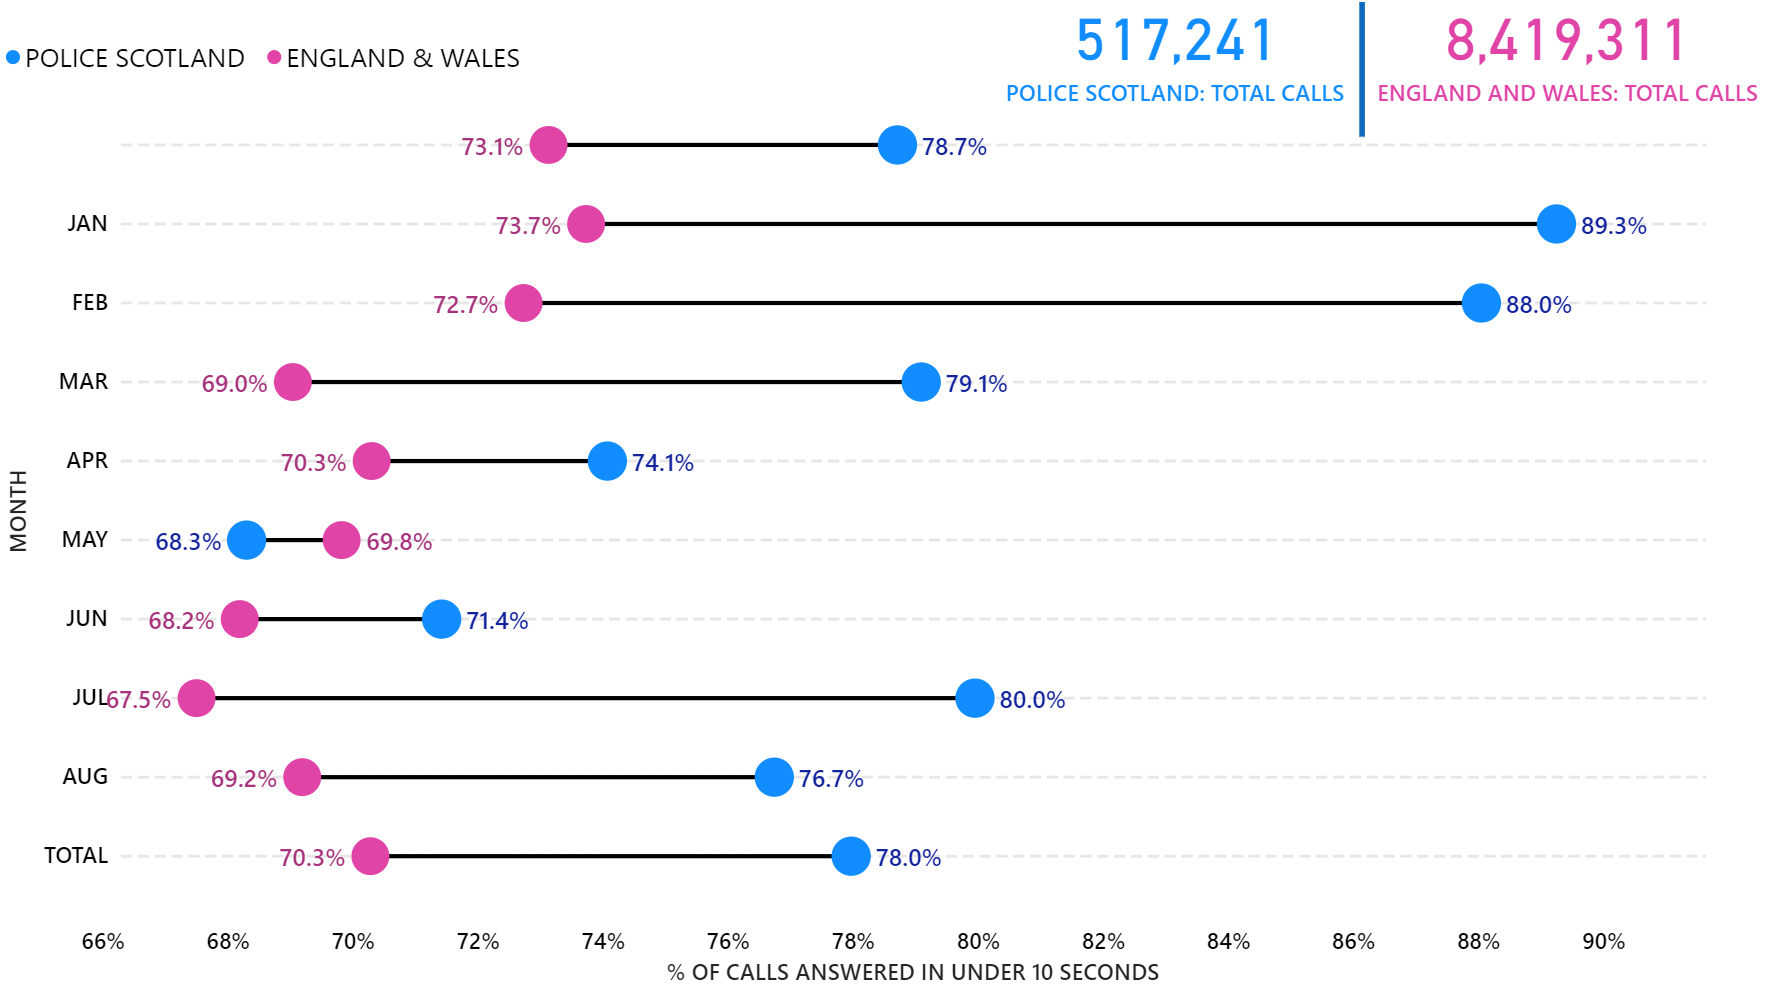 517,241
8,419,311
POLICE SCOTLAND
ENGLAND & WALES
POLICE SCOTLAND: TOTAL CALLS
ENGLAND AND WALES: TOTAL CALLS
73.1% 78.7%
JAN 73.7% 89.3%
FEB 72.7% 88.0%
MAR 69.0% 79.1%
APR 70.3% 74.1%
MONTH
MAY 68.3% 69.8%
JUN 68.2% 71.4%
JUL 67.5% 80.0%
AUG 69.2% 76.7%
TOTAL 70.3% 78.0%
66% 68% 70% 72% 74% 76% 78% 80% 82% 84% 86% 88% 90%
% OF CALLS ANSWERED IN UNDER 10 SECONDS